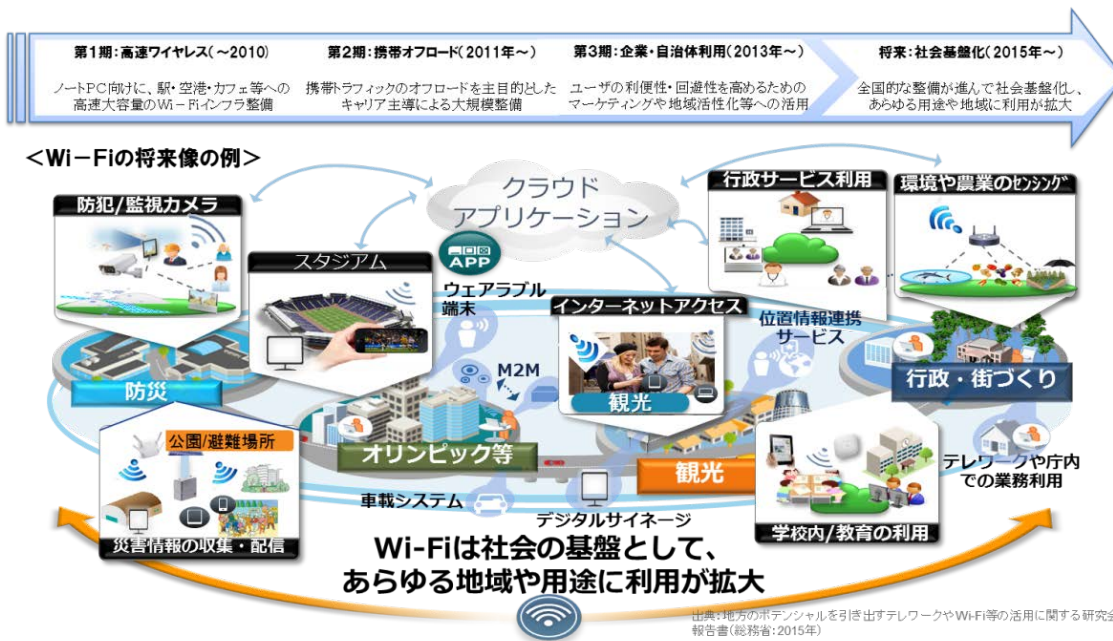 第1期:高速ワイヤレス(~2010)
ノートPC向けに、駅・空港・カフェ等への
高速大容量のWi-Fiインフラ整備
第2期:携帯オフロード(2011年~)
携帯トラフィックのオフロードを主目的とした
キャリア主導による大規模整備
第3期:企業・自治体利用(2013年~)
ユーザの利便性・回遊性を高めるための
マーケティングや地域活性化等への活用
将来:社会基盤化(2015年~)
全国的な整備が進んで社会基盤化し、
あらゆる用途や地域に利用が拡大
<Wi-Fiの将来像の例>
クラウド
アプリケーション
防犯/監視カメラ
スタジアム
APP
ウェアラブル
端末
インターネットアクセス
観光
行政サービス利用
環境や農業のセンシング
位置情報連携
サービス
M2M
防災
オリンピック等
観光
行政・街づくり
公園/避難場所
災害情報の収集・配信
車載システム
デジタルサイネージ
学校内/教育の利用
テレワークや庁内
での業務利用
Wi-Fiは社会の基盤として、
あらゆる地域や用途に利用が拡大
出典:地方のポテンシャルを引き出すテレワークやWi-Fi等の活用に関する研究会
報告書(総務省:2015年)